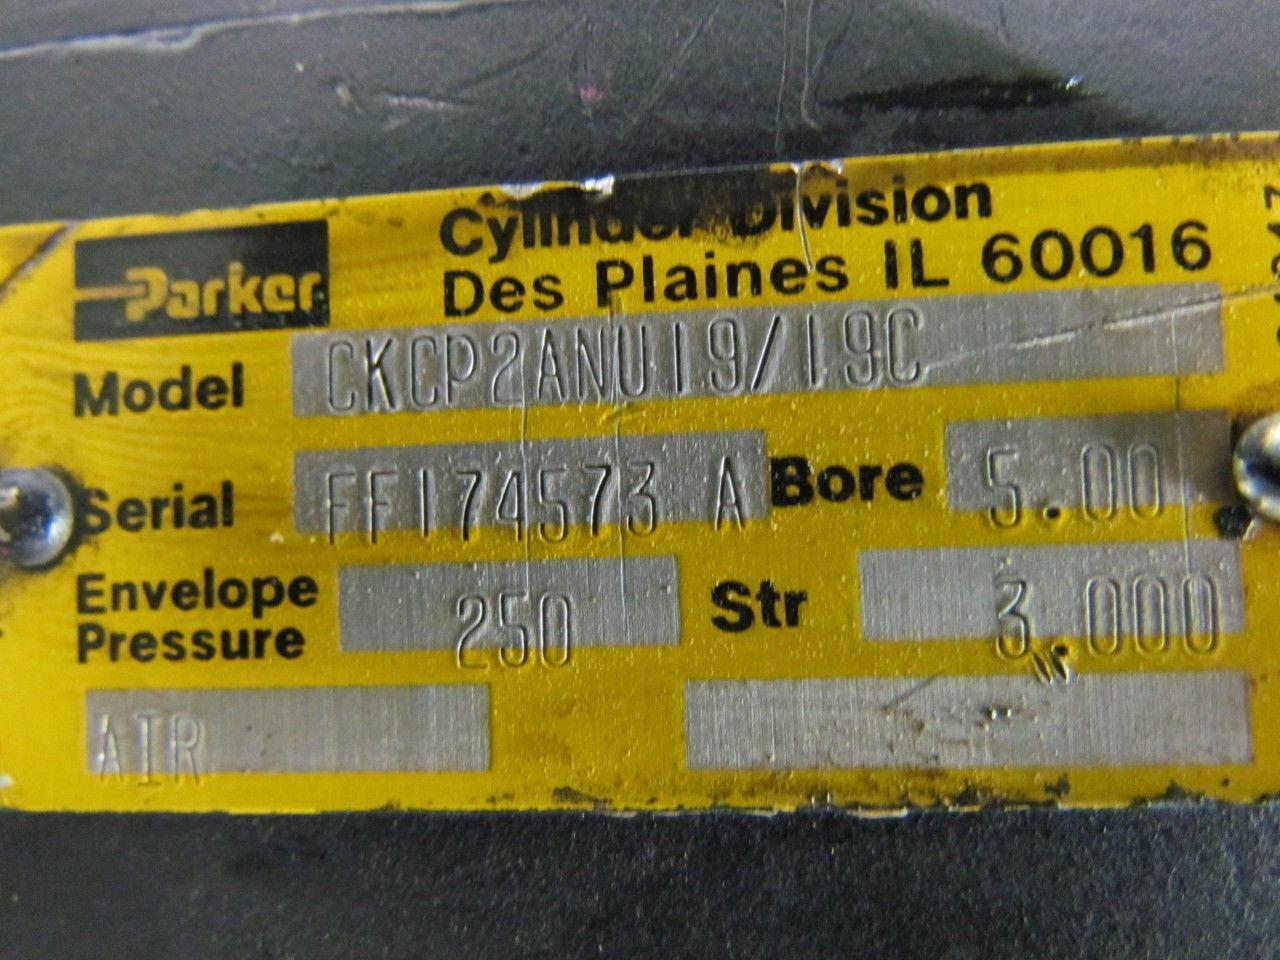 Parker
Cylinder Division
Des Plaines IL 60016
Model CKCP2ANU19/19C
Serial FF174573 A Bore 5.00
Envelope Pressure 250 Str 3.000
AIR